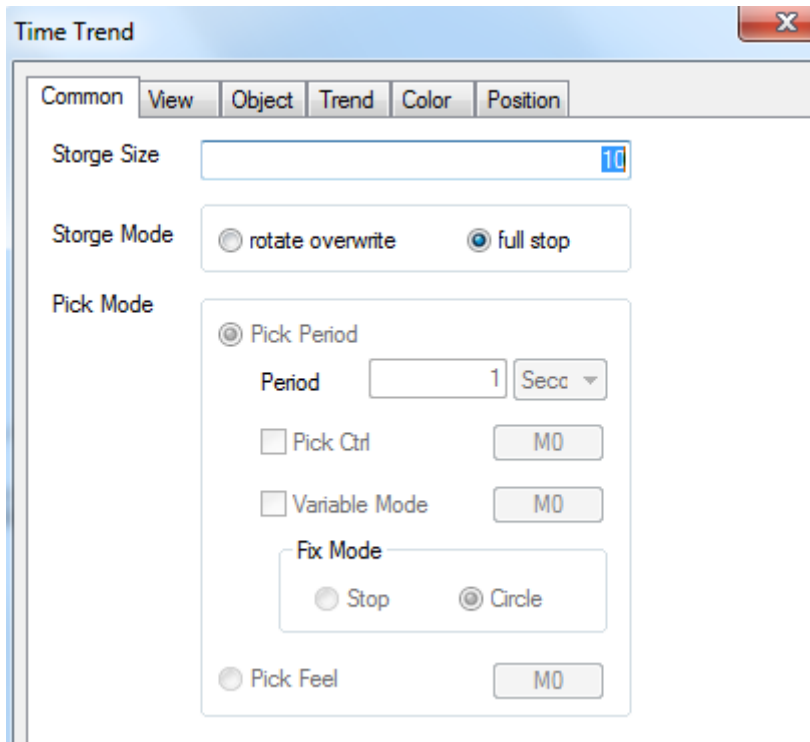 Time Trend
X
Common View Object Trend Color Position
Storge Size 10
Storge Mode rotate overwrite full stop
Pick Mode
Pick Period
Period 1 Secc
Pick Ctrl M0
Variable Mode M0
Fix Mode
Stop Circle
Pick Feel M0